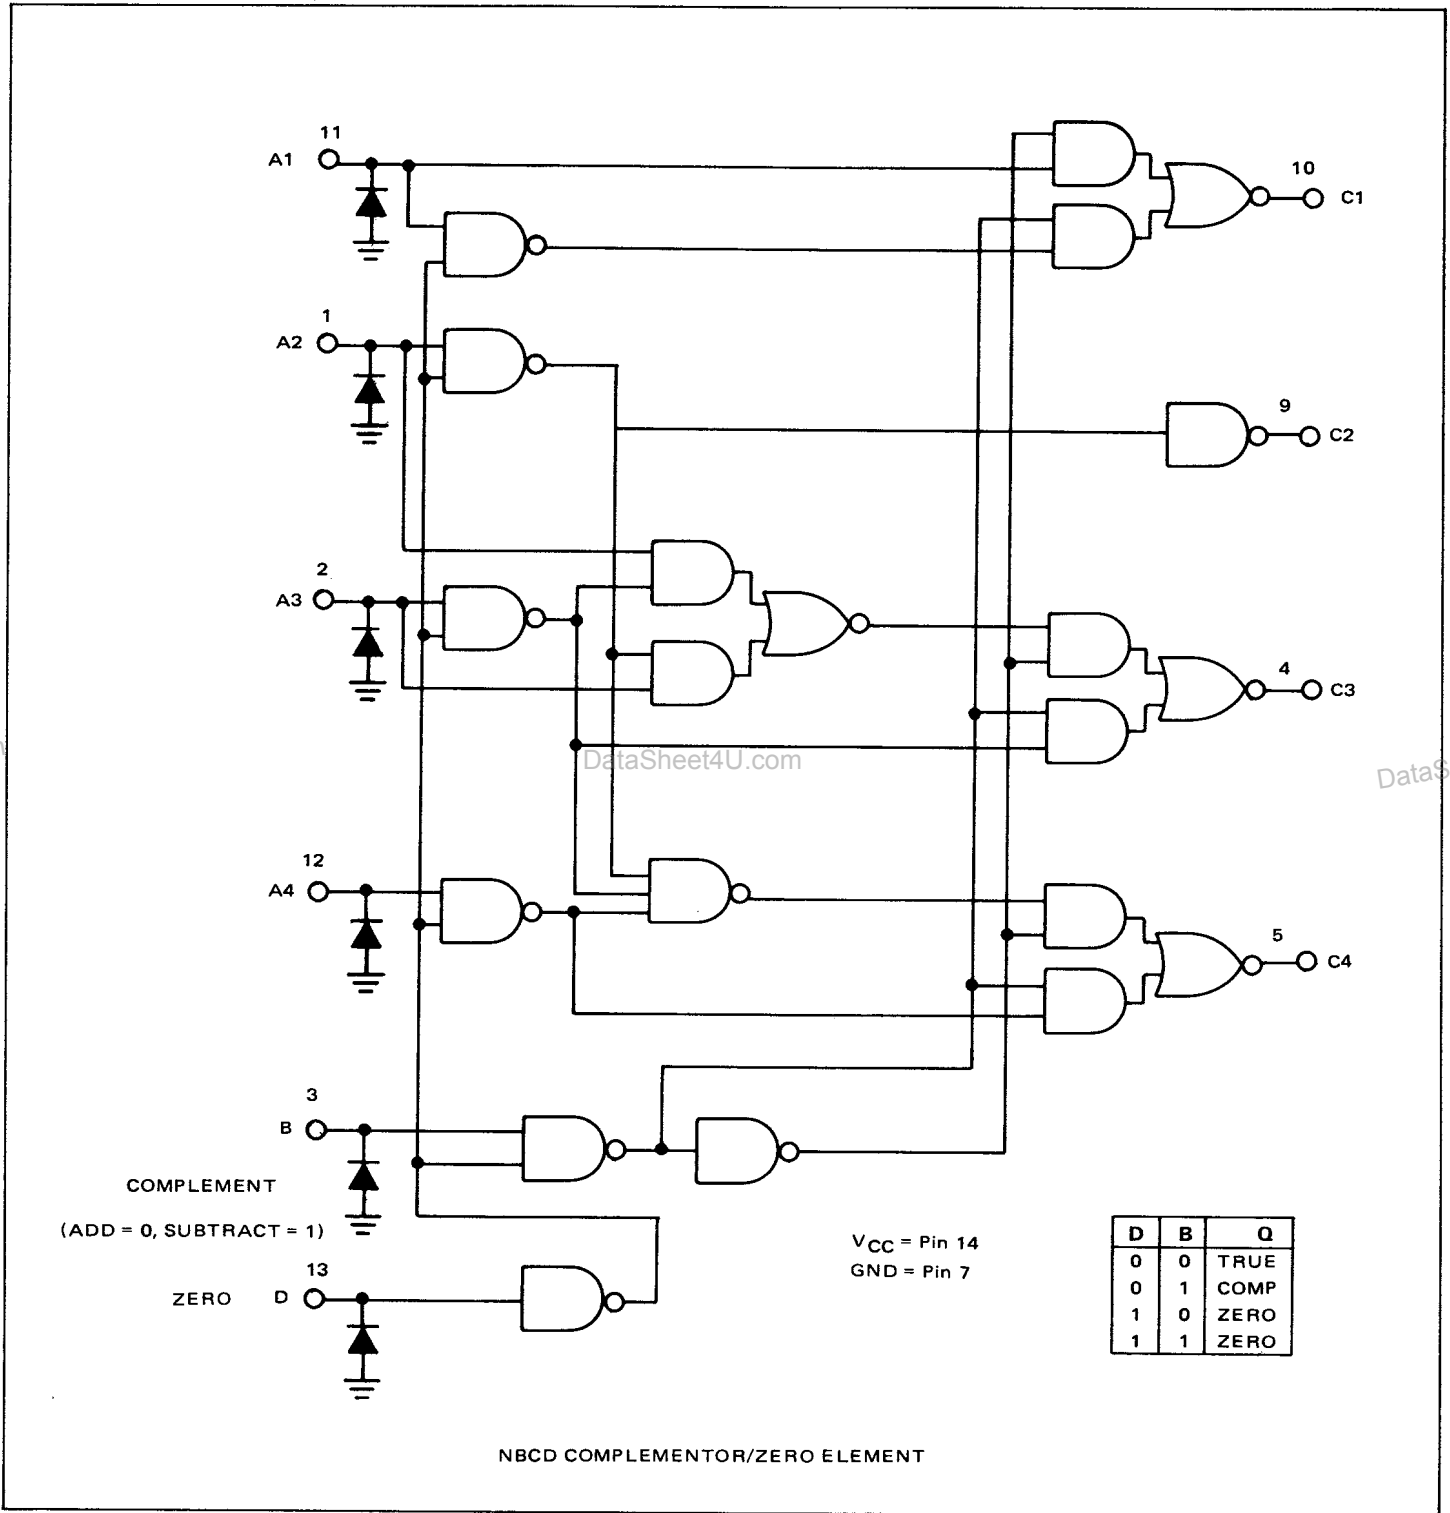 11
A1
10
C1
1
A2
9
C2
2
A3
4
C3
DataSheet4U.com
DataS
12
A4
5
C4
3
B
COMPLEMENT
(ADD = 0, SUBTRACT = 1)
13
ZERO D
VCC = Pin 14
GND = Pin 7
D B Q
0 0 TRUE
0 1 COMP
1 0 ZERO
1 1 ZERO
NBCD COMPLEMENTOR/ZERO ELEMENT